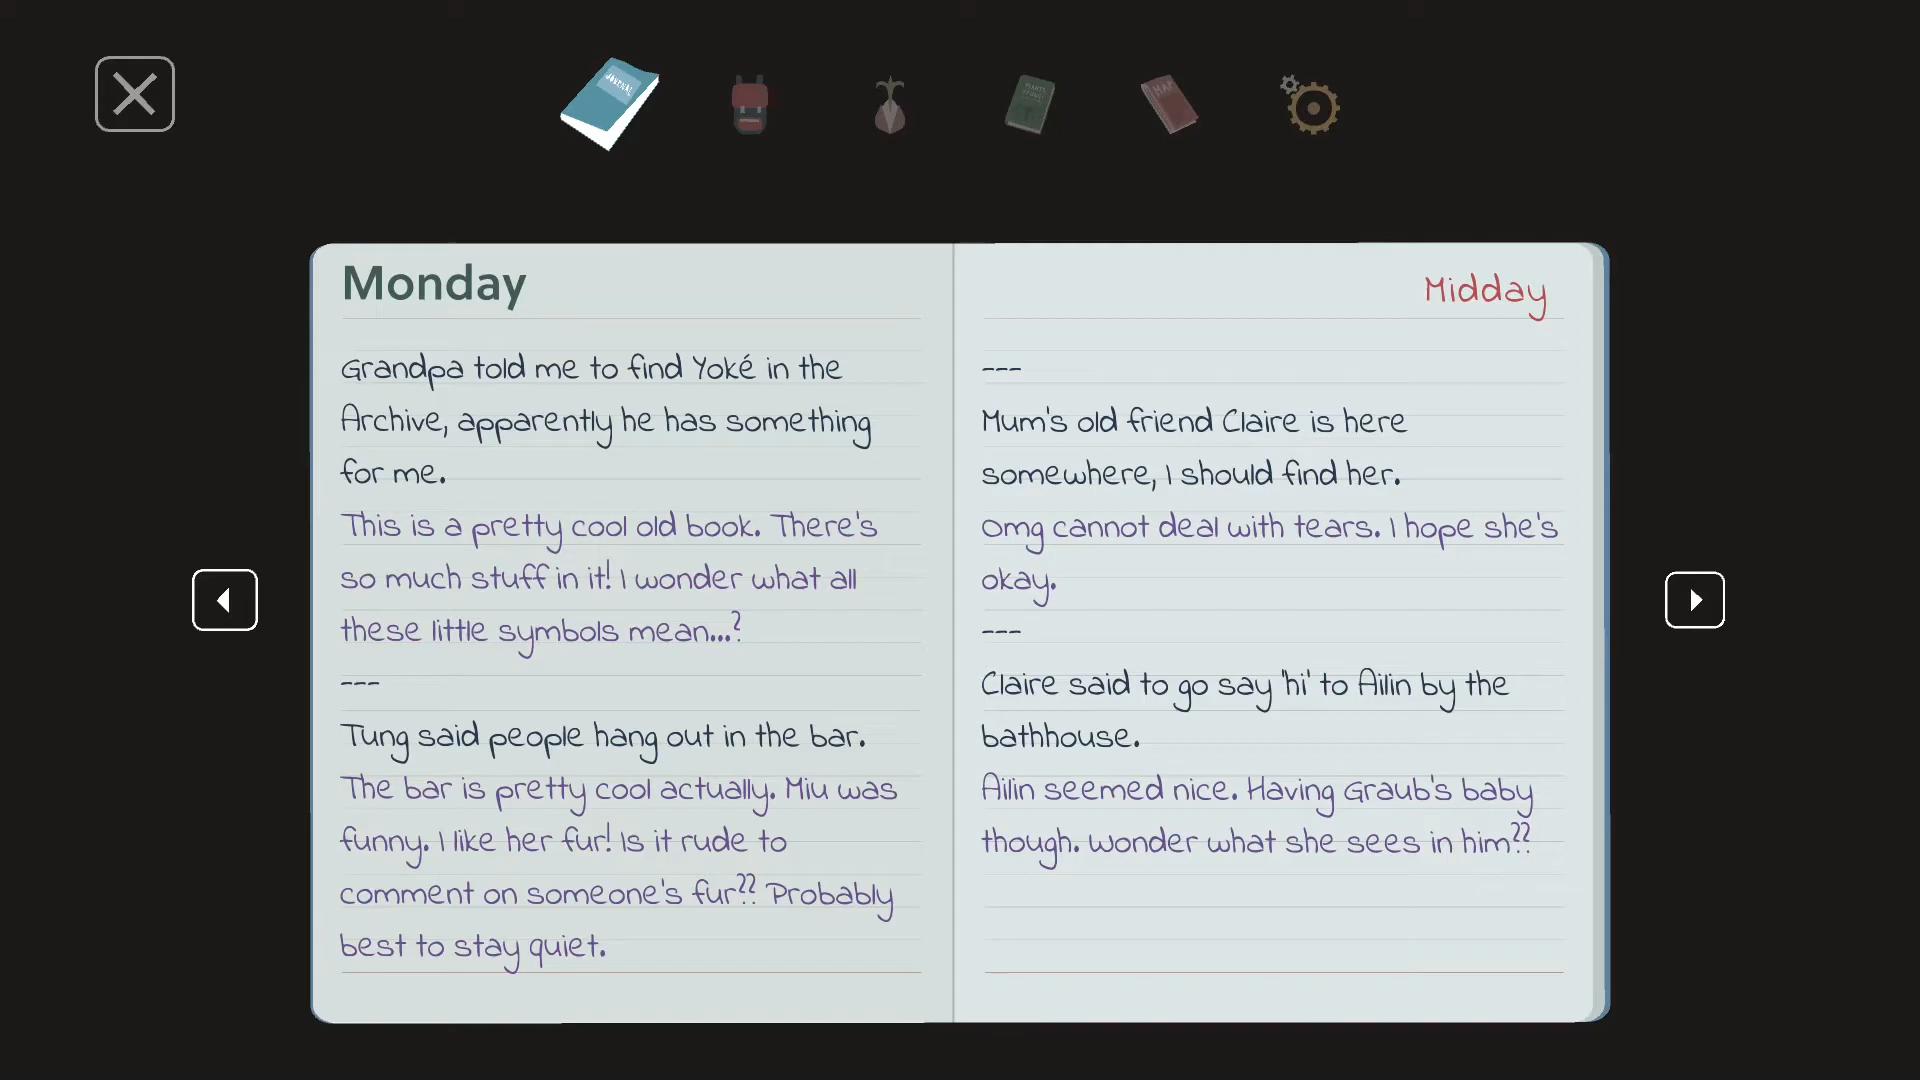 JOURNAL
PLANTS
MAP
Monday
Midday
Grandpa told me to find Yoké in the
Archive, apparently he has something
for me.
This is a pretty cool old book. There's
so much stuff in it! I wonder what all
these little symbols mean...?
---
Tung said people hang out in the bar.
The bar is pretty cool actually. Miu was
funny. I like her fur! Is it rude to
comment on someone's fur?? Probably
best to stay quiet.
---
Mum's old friend Claire is here
somewhere, I should find her.
Omg cannot deal with tears. I hope she's
okay.
---
Claire said to go say 'hi' to Ailin by the
bathhouse.
Ailin seemed nice. Having Graub's baby
though. Wonder what she sees in him??